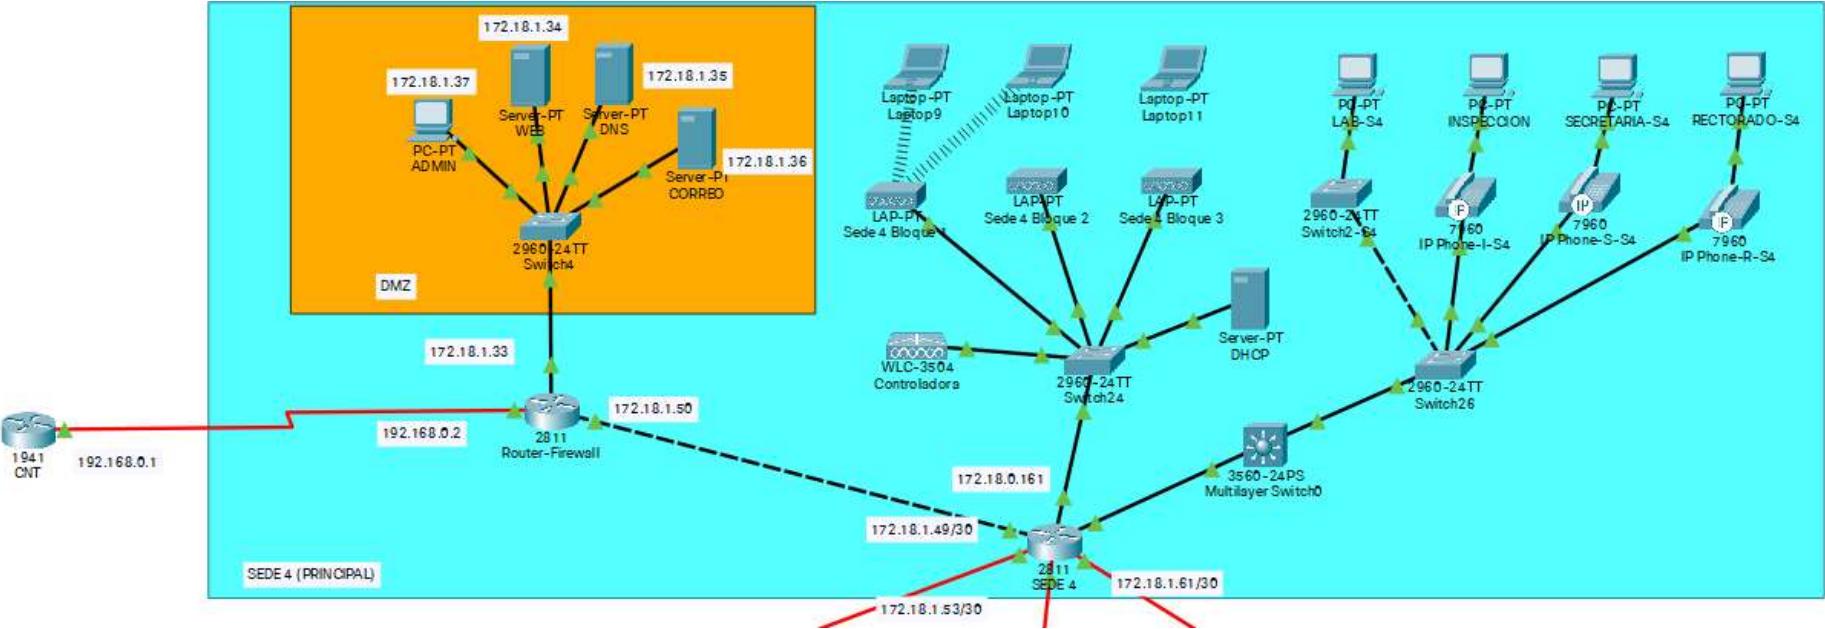 172.18.1.34
172.18.1.37
172.18.1.35
Server-PT
WEB
Server-PT
DNS
PC-PT
ADMIN
172.18.1.36
Server-PT
CORREO
2960-24TT
Switch4
DMZ
172.18.1.33
172.18.1.50
192.168.0.2
2811
Router-Firewall
1941
CNT
192.168.0.1
Laptop-PT
Laptop9
Laptop-PT
Laptop10
Laptop-PT
Laptop11
LAP-PT
Sede 4 Bloque 1
LAP-PT
Sede 4 Bloque 2
LAP-PT
Sede 4 Bloque 3
WLC-3504
Controladora
Server-PT
DHCP
2960-24TT
Switch24
PC-PT
LAB-S4
PC-PT
INSPECCION
PC-PT
SECRETARIA-S4
PC-PT
RECTORADO-S4
2960-24TT
Switch2-S4
IP
7960
IP Phone-I-S4
IP
7960
IP Phone-S-S4
IP
7960
IP Phone-R-S4
2960-24TT
Switch26
3560-24PS
Multilayer Switch0
172.18.0.161
172.18.1.49/30
2811
SEDE 4
172.18.1.61/30
172.18.1.53/30
SEDE 4 (PRINCIPAL)